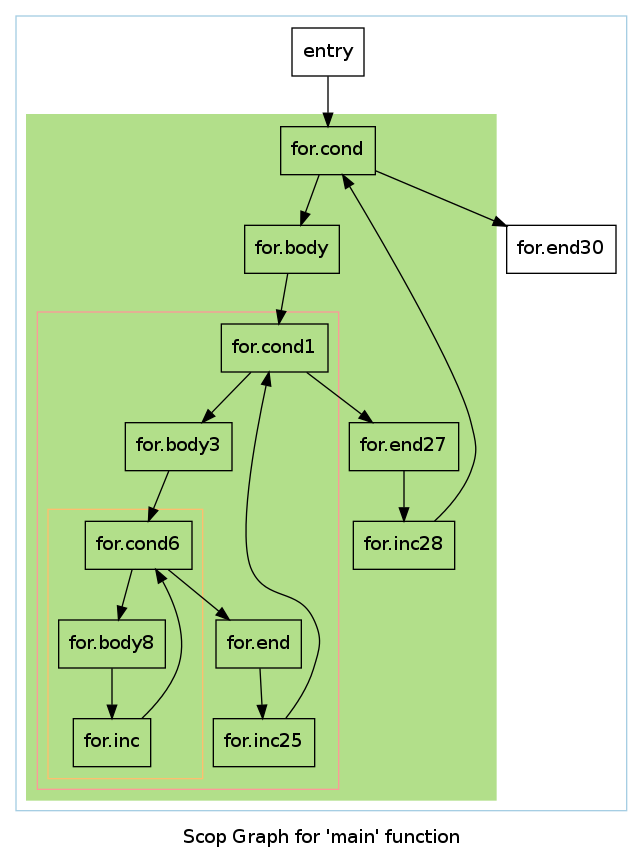 entry
for.cond
for.body
for.end30
for.cond1
for.body3
for.end27
for.cond6
for.inc28
for.body8
for.end
for.inc
for.inc25
Scop Graph for 'main' function